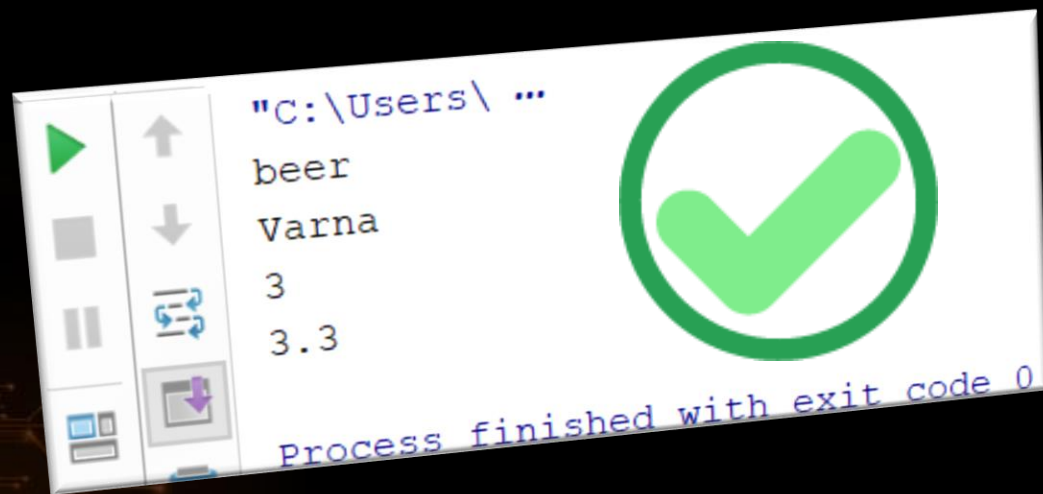 "C:\Users\ ...
beer
Varna
3
3.3
Process finished with exit code 0